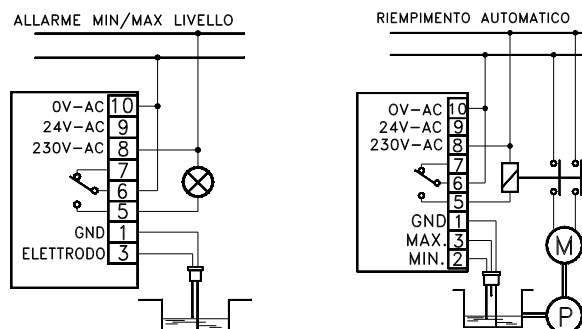 ALLARME MIN/MAX LIVELLO
0V-AC 10
24V-AC 9
230V-AC 8
7
6
5
GND 1
ELETTRODO 3
RIEMPIMENTO AUTOMATICO
0V-AC 10
24V-AC 9
230V-AC 8
7
6
5
GND 1
MAX. 3
MIN. 2
M
P